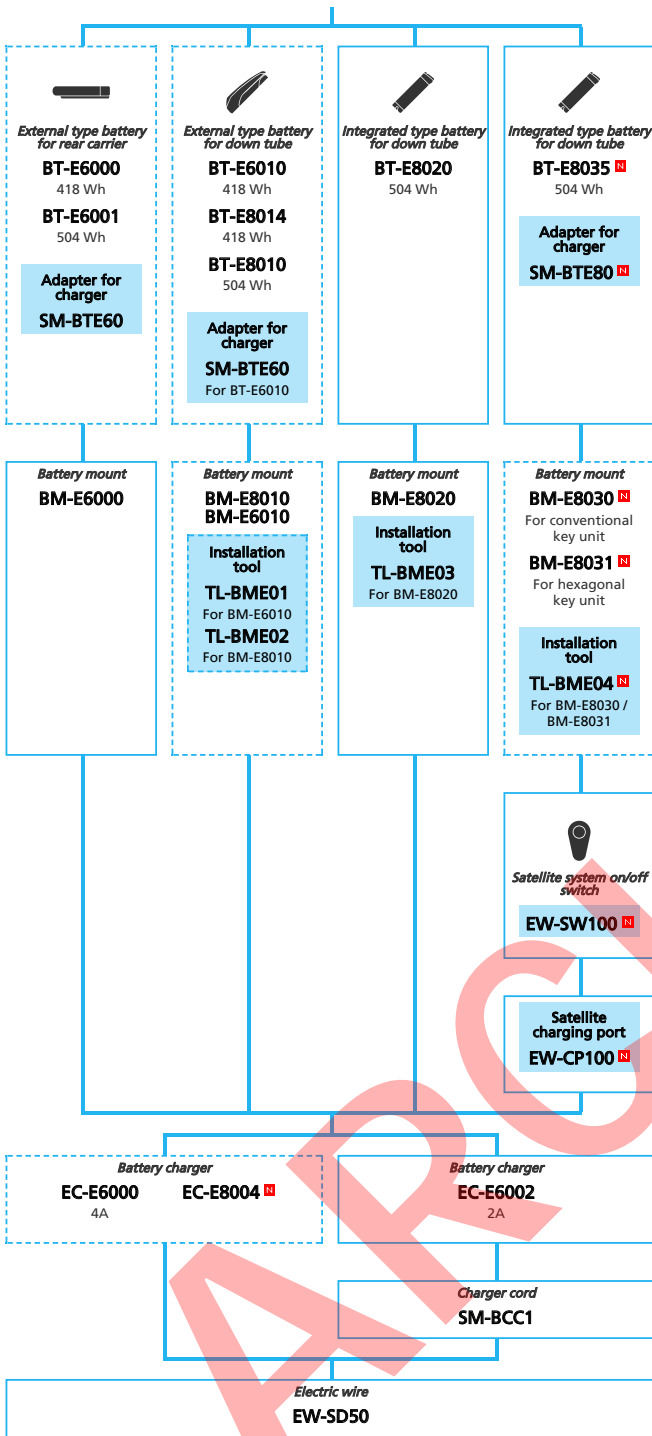 External type battery
for rear carrier
BT-E6000
418 Wh
BT-E6001
504 Wh
Adapter for
charger
SM-BTE60
External type battery
for down tube
BT-E6010
418 Wh
BT-E8014
418 Wh
BT-E8010
504 Wh
Adapter for
charger
SM-BTE60
For BT-E6010
Integrated type battery
for down tube
BT-E8020
504 Wh
Integrated type battery
for down tube
BT-E8035 N
504 Wh
Adapter for
charger
SM-BTE80 N
Battery mount
BM-E6000
Battery mount
BM-E8010
BM-E6010
Installation
tool
TL-BME01
For BM-E6010
TL-BME02
For BM-E8010
Battery mount
BM-E8020
Installation
tool
TL-BME03
For BM-E8020
Battery mount
BM-E8030 N
For conventional
key unit
BM-E8031 N
For hexagonal
key unit
Installation
tool
TL-BME04 N
For BM-E8030 /
BM-E8031
Satellite system on/off
switch
EW-SW100 N
Satellite
charging port
EW-CP100 N
Battery charger
EC-E6000 EC-E8004 N
4A
Battery charger
EC-E6002
2A
Charger cord
SM-BCC1
Electric wire
EW-SD50
ARC